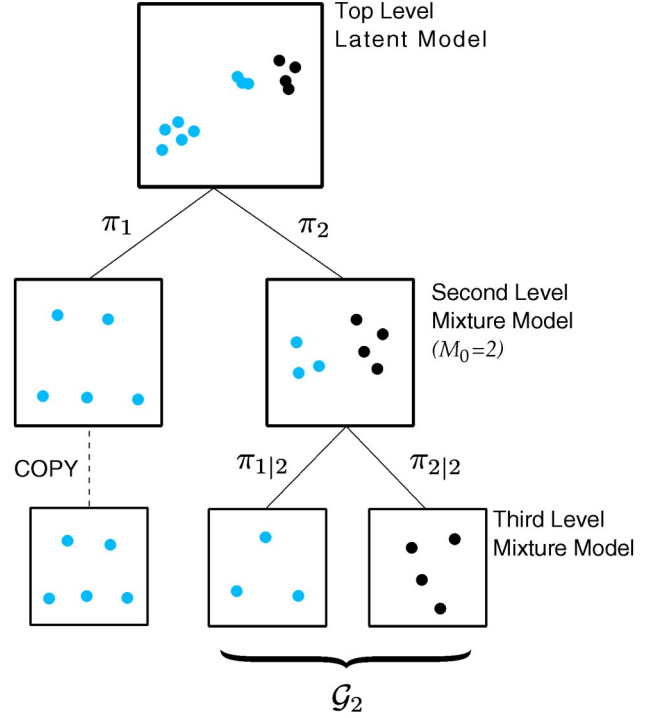 Top Level
Latent Model
π₁
π₂
Second Level
Mixture Model
(M₀=2)
COPY
π₁|₂
π₂|₂
Third Level
Mixture Model
𝒢₂